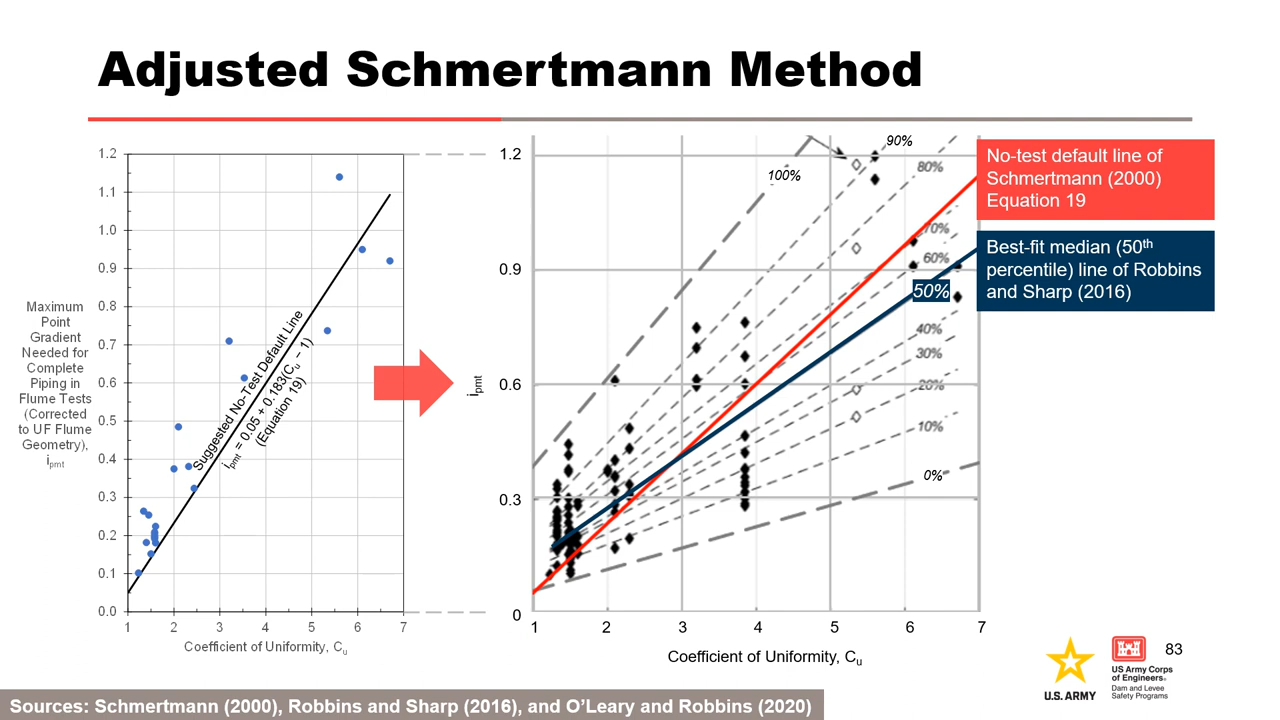 Adjusted Schmertmann Method
1.2
1.1
1.0
0.9
0.8
0.7
0.6
0.5
0.4
0.3
0.2
0.1
0.0
Maximum
Point
Gradient
Needed for
Complete
Piping in
Flume Tests
(Corrected
to UF Flume
Geometry),
ipmt
Suggested No-Test Default Line
ipmt = 0.05 + 0.183(Cu − 1)
(Equation 19)
1 2 3 4 5 6 7
Coefficient of Uniformity, Cu
1.2
0.9
0.6
0.3
0
ipmt
100%
90%
80%
70%
60%
50%
40%
30%
20%
10%
0%
1 2 3 4 5 6 7
Coefficient of Uniformity, Cu
No-test default line of
Schmertmann (2000)
Equation 19
Best-fit median (50th
percentile) line of Robbins
and Sharp (2016)
U.S. ARMY
US Army Corps
of Engineers®
Dam and Levee
Safety Programs
83
Sources: Schmertmann (2000), Robbins and Sharp (2016), and O’Leary and Robbins (2020)